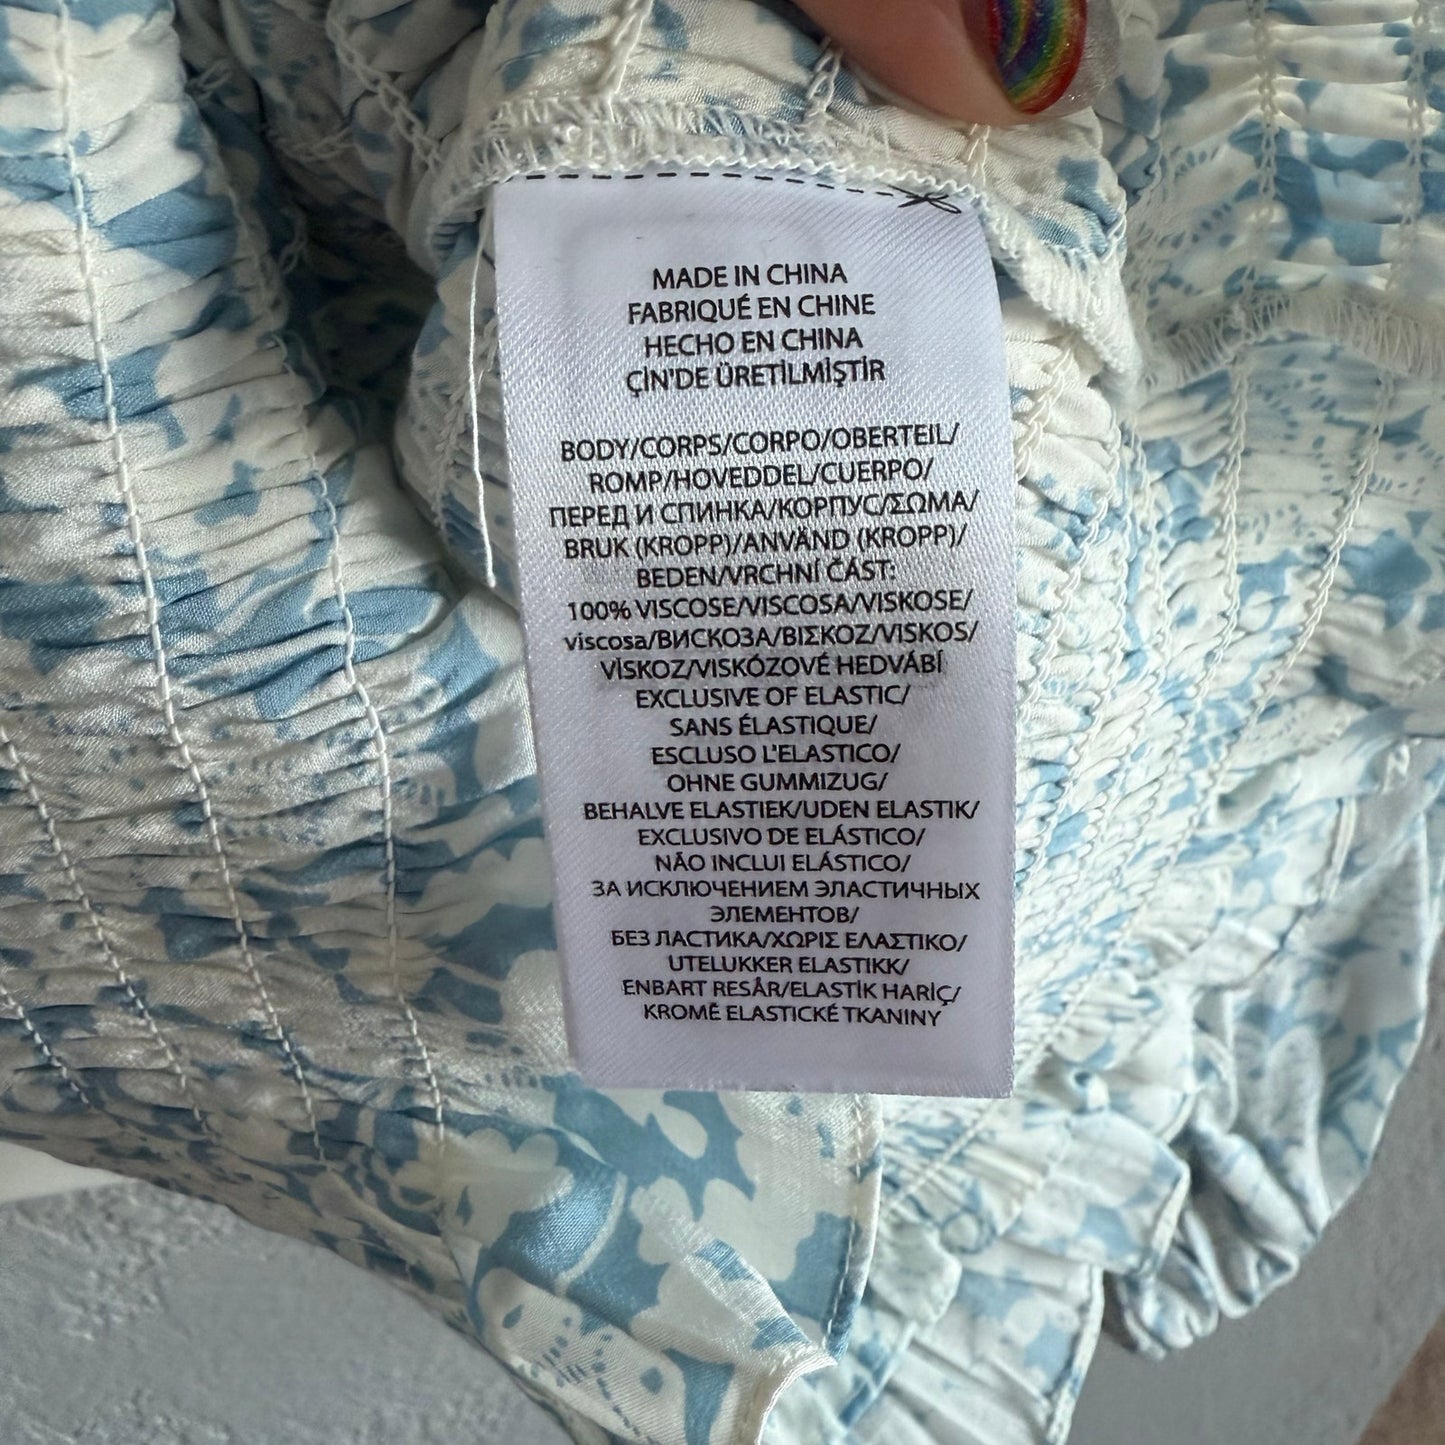 MADE IN CHINA
FABRIQUÉ EN CHINE
HECHO EN CHINA
ÇİN'DE ÜRETİLMİŞTİR
BODY/CORPS/CORPO/OBERTEIL/
ROMP/HOVEDDEL/CUERPO/
ПЕРЕД И СПИНКА/КОРПУС/ΣΩΜΑ/
BRUK (KROPP)/ANVÄND (KROPP)/
BEDEN/VRCHNÍ ČÁST:
100% VISCOSE/VISCOSA/VISKOSE/
viscosa/ВИСКОЗА/ΒΙΣΚΟΖ/VISKOS/
VİSKOZ/VISKÓZOVÉ HEDVÁBÍ
EXCLUSIVE OF ELASTIC/
SANS ÉLASTIQUE/
ESCLUSO L'ELASTICO/
OHNE GUMMIZUG/
BEHALVE ELASTIEK/UDEN ELASTIK/
EXCLUSIVO DE ELÁSTICO/
NÃO INCLUI ELÁSTICO/
ЗА ИСКЛЮЧЕНИЕМ ЭЛАСТИЧНЫХ
ЭЛЕМЕНТОВ/
БЕЗ ЛАСТИКА/ΧΩΡΙΣ ΕΛΑΣΤΙΚΟ/
UTELUKKER ELASTIKK/
ENBART RESÅR/ELASTİK HARİÇ/
KROMĚ ELASTICKÉ TKANINY